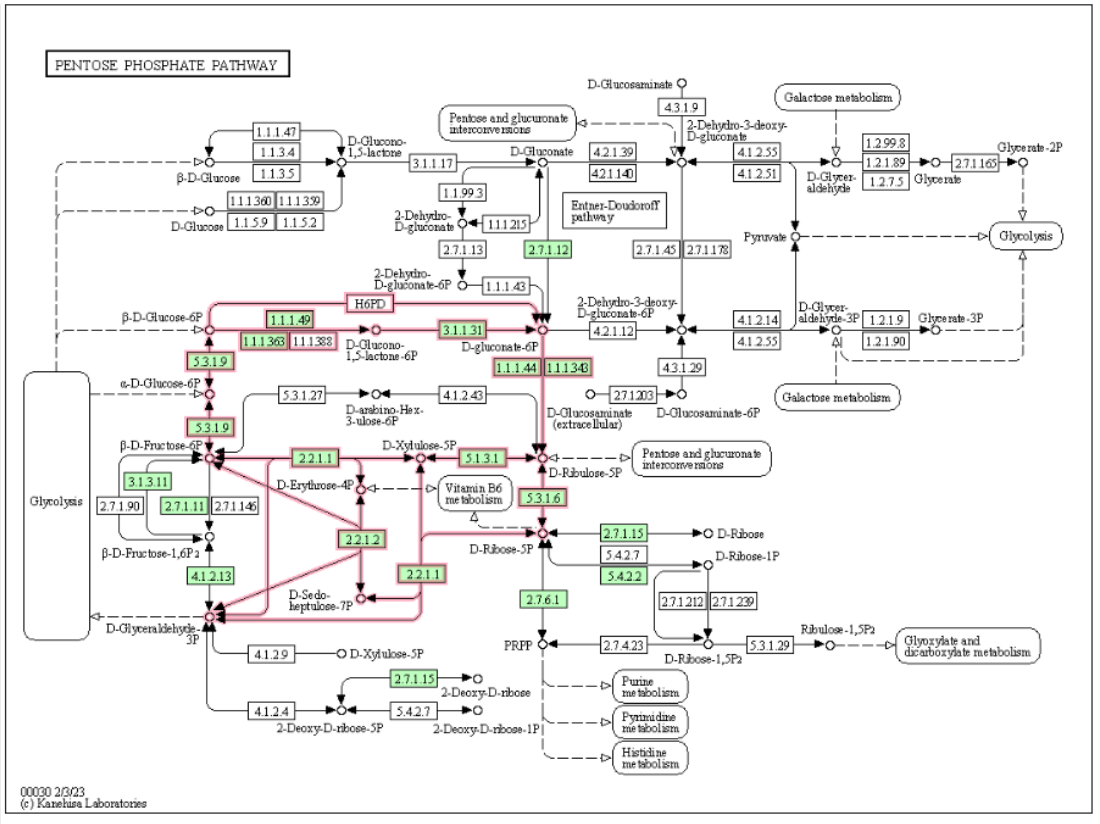 PENTOSE PHOSPHATE PATHWAY
D-Glucosaminate
4.3.1.9
Galactose metabolism
Pentose and glucuronate
interconversions
2-Dehydro-3-deoxy-
D-gluconate
1.1.1.47
1.1.3.4
1.1.3.5
β-D-Glucose
D-Glucono-
1,5-lactone
3.1.1.17
D-Gluconate
4.2.1.39
4.2.1.140
4.1.2.55
4.1.2.51
D-Glycer-
aldehyde
1.2.99.8
1.2.1.89
1.2.7.5
Glycerate
2.7.1.165
Glycerate-2P
1.1.99.3
1.1.1.360
1.1.1.359
1.1.5.9
1.1.5.2
D-Glucose
2-Dehydro-
D-gluconate
1.1.1.215
Entner-Doudoroff
pathway
Pyruvate
Glycolysis
2.7.1.13
2.7.1.12
2.7.1.45
2.7.1.178
2-Dehydro-
D-gluconate-6P
1.1.1.43
H6PD
2-Dehydro-3-deoxy-
D-gluconate-6P
D-Glycer-
aldehyde-3P
β-D-Glucose-6P
1.1.1.49
1.1.1.363
1.1.1.388
D-Glucono-
1,5-lactone-6P
3.1.1.31
D-gluconate-6P
4.2.1.12
4.1.2.14
4.1.2.55
1.2.1.9
1.2.1.90
Glycerate-3P
5.3.1.9
1.1.1.44
1.1.1.343
4.3.1.29
α-D-Glucose-6P
5.3.1.27
D-arabino-Hex-
3-ulose-6P
4.1.2.43
2.7.1.203
D-Glucosaminate
(extracellular)
D-Glucosaminate-6P
Galactose metabolism
5.3.1.9
β-D-Fructose-6P
2.2.1.1
D-Xylulose-5P
5.1.3.1
D-Ribulose-5P
Pentose and glucuronate
interconversions
Glycolysis
3.1.3.11
2.7.1.90
2.7.1.11
2.7.1.146
D-Erythrose-4P
Vitamin B6
metabolism
5.3.1.6
β-D-Fructose-1,6P2
2.2.1.2
D-Ribose-5P
2.7.1.15
D-Ribose
5.4.2.7
5.4.2.2
D-Ribose-1P
4.1.2.13
2.2.1.1
D-Sedo-
heptulose-7P
2.7.6.1
2.7.1.212
2.7.1.239
D-Glyceraldehyde-
3P
4.1.2.9
D-Xylulose-5P
PRPP
2.7.4.23
D-Ribose-1,5P2
5.3.1.29
Ribulose-1,5P2
Glyoxylate and
dicarboxylate metabolism
2.7.1.15
2-Deoxy-D-ribose
4.1.2.4
2-Deoxy-D-ribose-5P
5.4.2.7
2-Deoxy-D-ribose-1P
Purine
metabolism
Pyrimidine
metabolism
Histidine
metabolism
00030 2/3/23
(c) Kanehisa Laboratories